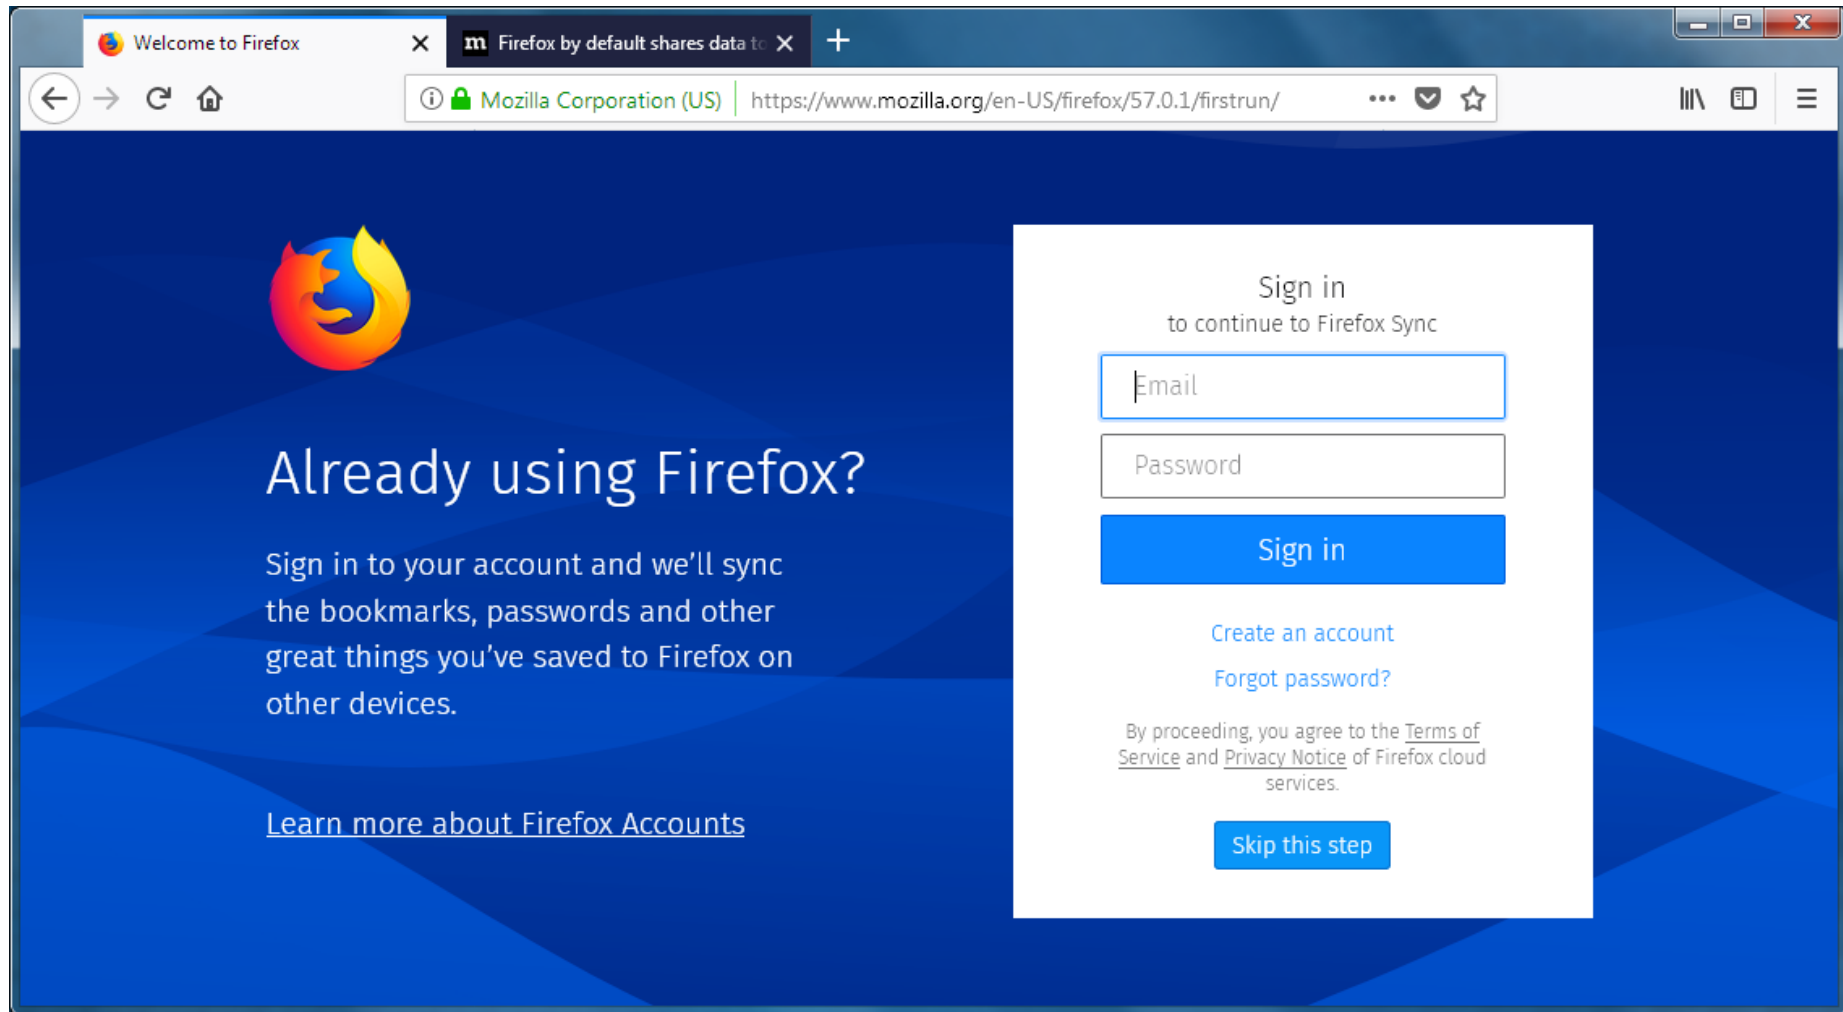 Welcome to Firefox
m Firefox by default shares data to
Mozilla Corporation (US) https://www.mozilla.org/en-US/firefox/57.0.1/firstrun/
Already using Firefox?
Sign in to your account and we’ll sync
the bookmarks, passwords and other
great things you’ve saved to Firefox on
other devices.
Learn more about Firefox Accounts
Sign in
to continue to Firefox Sync
Email
Password
Sign in
Create an account
Forgot password?
By proceeding, you agree to the Terms of
Service and Privacy Notice of Firefox cloud
services.
Skip this step